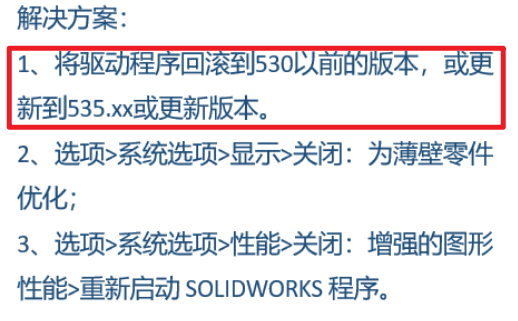 解决方案：
1、将驱动程序回滚到530以前的版本，或更
新到535.xx或更新版本。
2、选项>系统选项>显示>关闭：为薄壁零件
优化；
3、选项>系统选项>性能>关闭：增强的图形
性能>重新启动 SOLIDWORKS 程序。